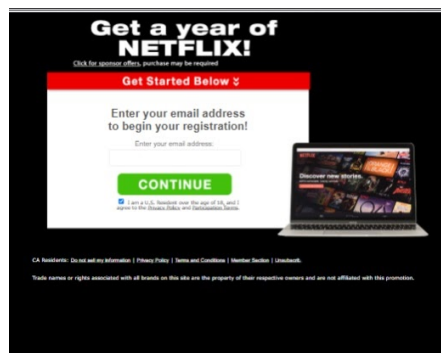 Get a year of
NETFLIX!
Click for sponsor offers, purchase may be required
Get Started Below
Enter your email address
to begin your registration!
Enter your email address:
CONTINUE
I am a U.S. Resident over the age of 18, and I
agree to the Privacy Policy and Participation Terms.
Discover new stories.
CA Residents: Do not sell my information | Privacy Policy | Terms and Conditions | Member Section | Unsubscribe
Trade names or rights associated with all brands on this site are the property of their respective owners and are not affiliated with this promotion.